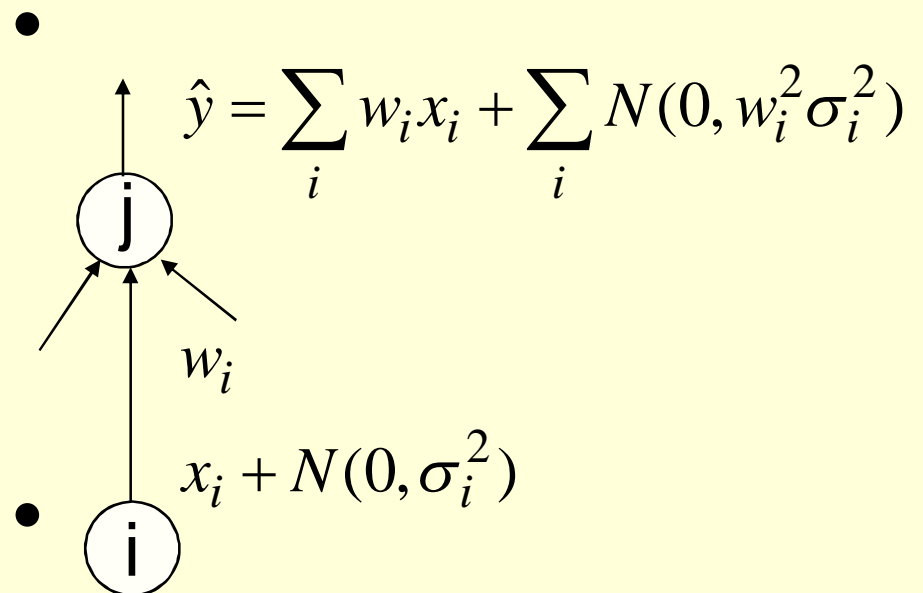 •
ŷ = ∑_i w_i x_i + ∑_i N(0, w_i^2 σ_i^2)
j
w_i
x_i + N(0, σ_i^2)
•
i